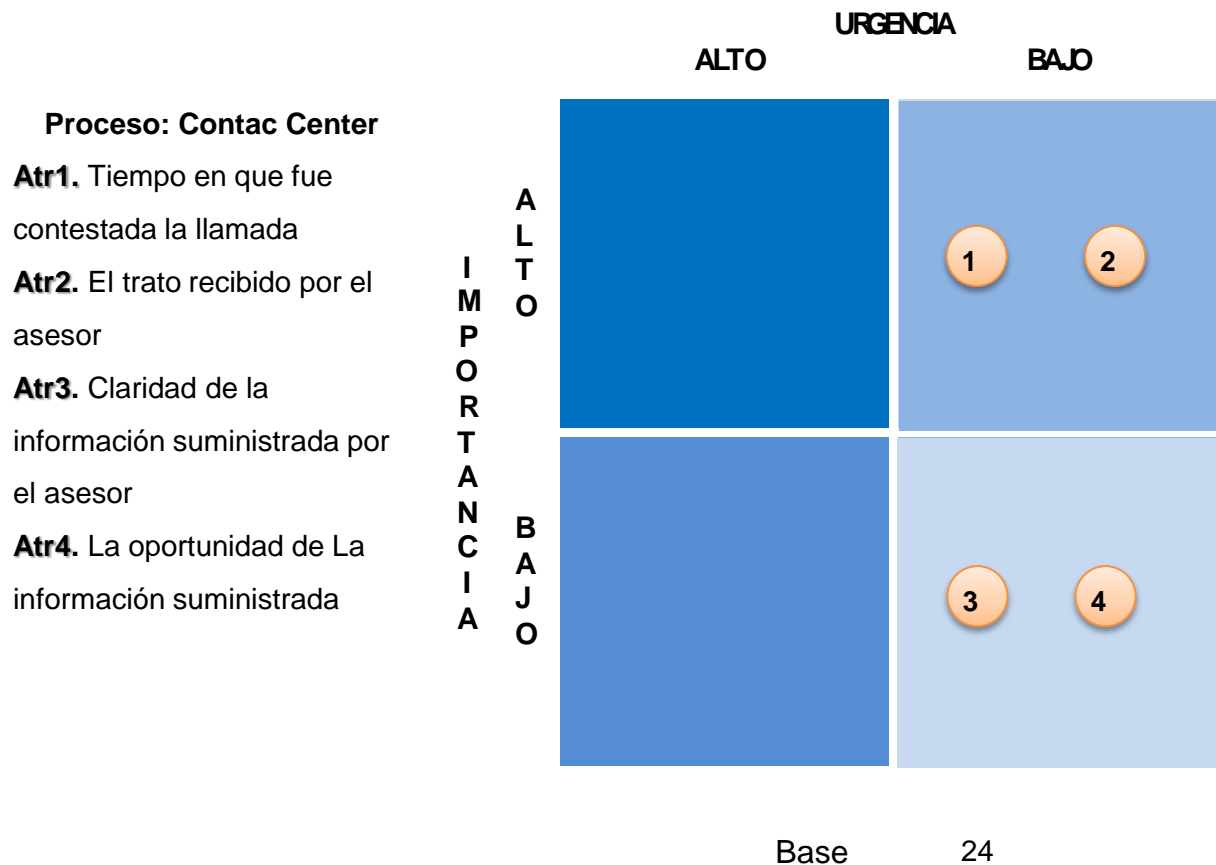 URGENCIA
ALTO BAJO
Proceso: Contac Center
Atr1. Tiempo en que fue
contestada la llamada
Atr2. El trato recibido por el
asesor
Atr3. Claridad de la
información suministrada por
el asesor
Atr4. La oportunidad de La
información suministrada
IMPORTANCIA
ALTO
BAJO
1 2
3 4
Base 24